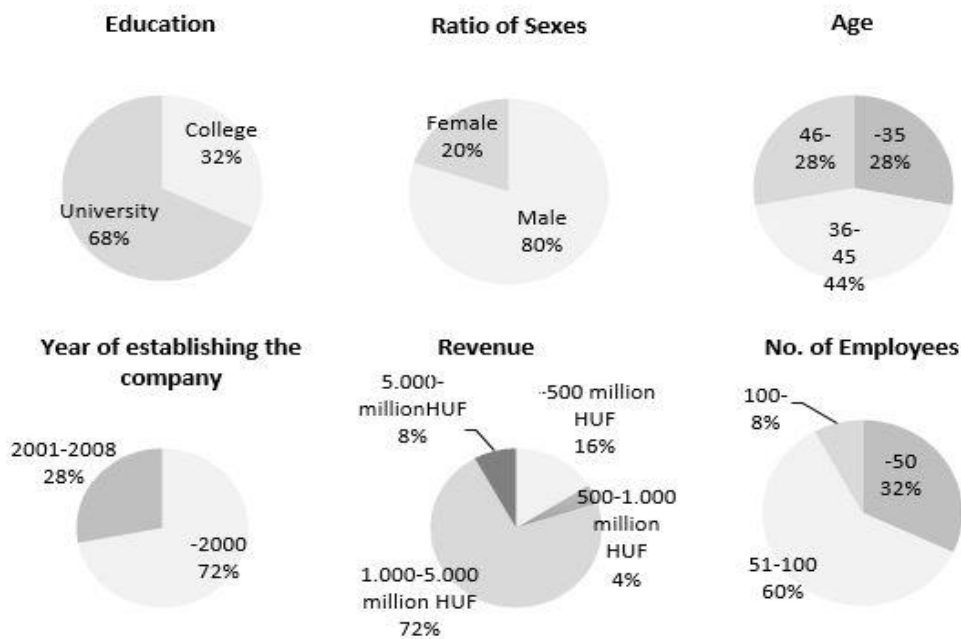 Education
College
32%
University
68%
Ratio of Sexes
Female
20%
Male
80%
Age
46-
28%
-35
28%
36-
45
44%
Year of establishing the
company
2001-2008
28%
-2000
72%
Revenue
5.000-
millionHUF
8%
-500 million
HUF
16%
500-1.000
million
HUF
4%
1.000-5.000
million HUF
72%
No. of Employees
100-
8%
-50
32%
51-100
60%